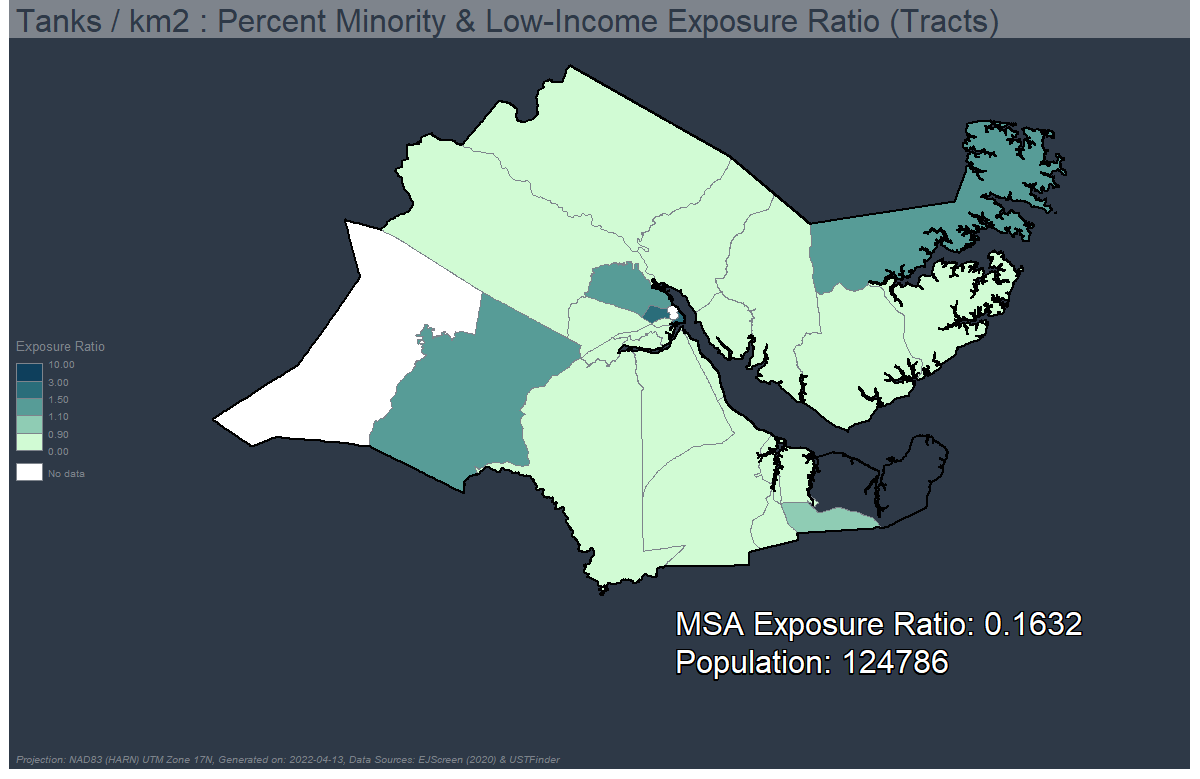 Tanks / km2 : Percent Minority & Low-Income Exposure Ratio (Tracts)
Exposure Ratio
10.00
3.00
1.50
1.10
0.90
0.00
No data
MSA Exposure Ratio: 0.1632
Population: 124786
Projection: NAD83 (HARN) UTM Zone 17N, Generated on: 2022-04-13, Data Sources: EJScreen (2020) & USTFinder